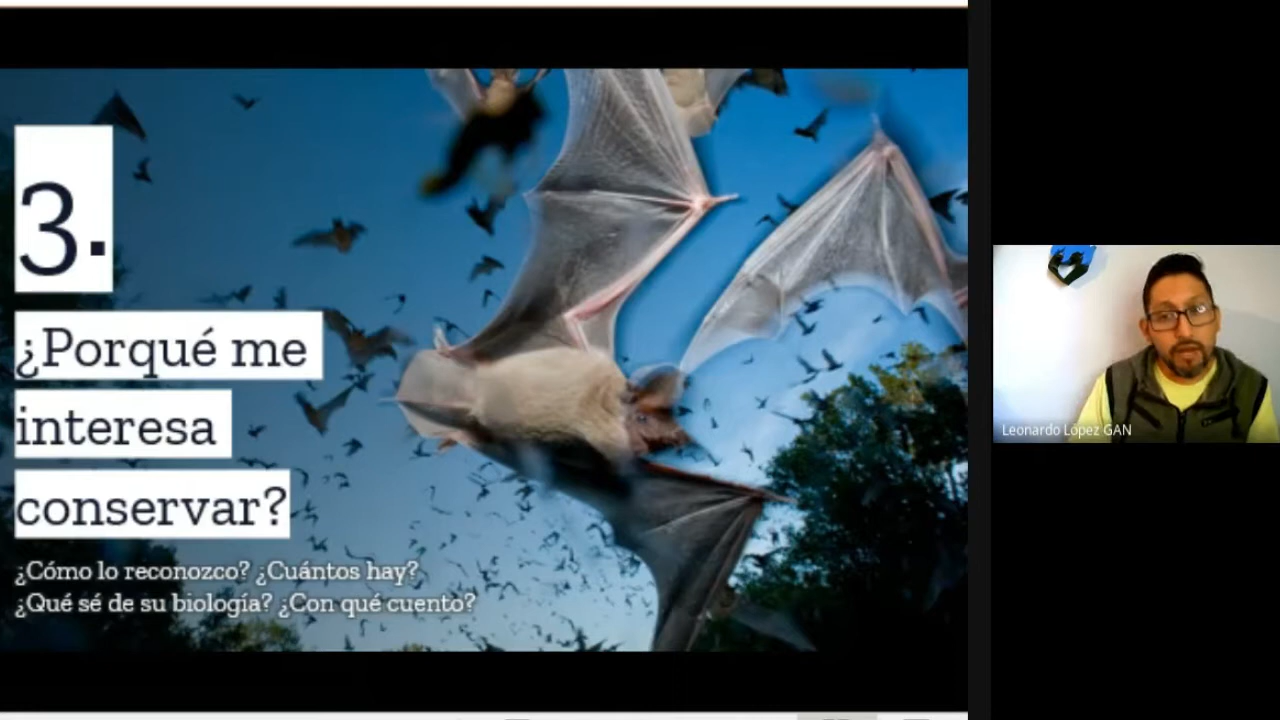 3.
¿Porqué me
interesa
conservar?
¿Cómo lo reconozco? ¿Cuántos hay?
¿Qué sé de su biología? ¿Con qué cuento?
Leonardo López GAN